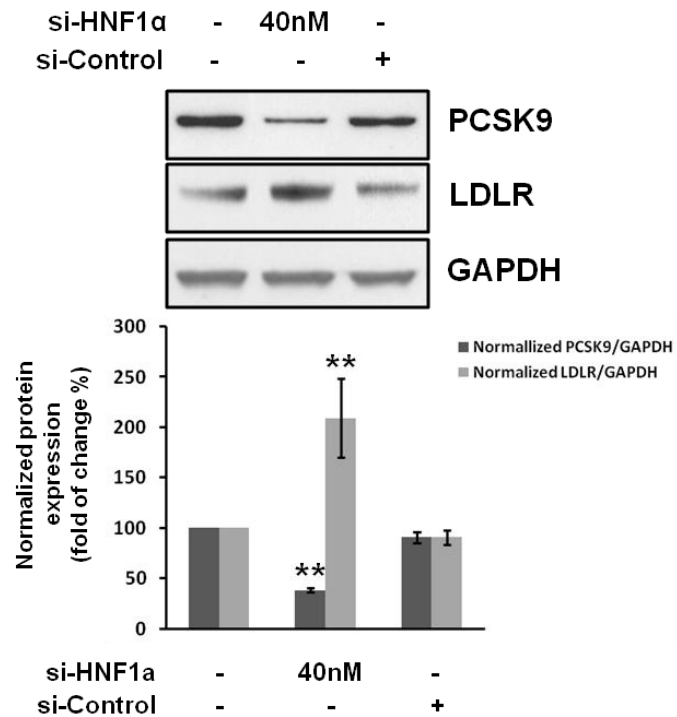 si-HNF1α - 40nM -
si-Control - - +
PCSK9
LDLR
GAPDH
300
250
200
150
100
50
0
Normalized protein
expression
(fold of change %)
**
**
Normallized PCSK9/GAPDH
Normalized LDLR/GAPDH
si-HNF1a - 40nM -
si-Control - - +